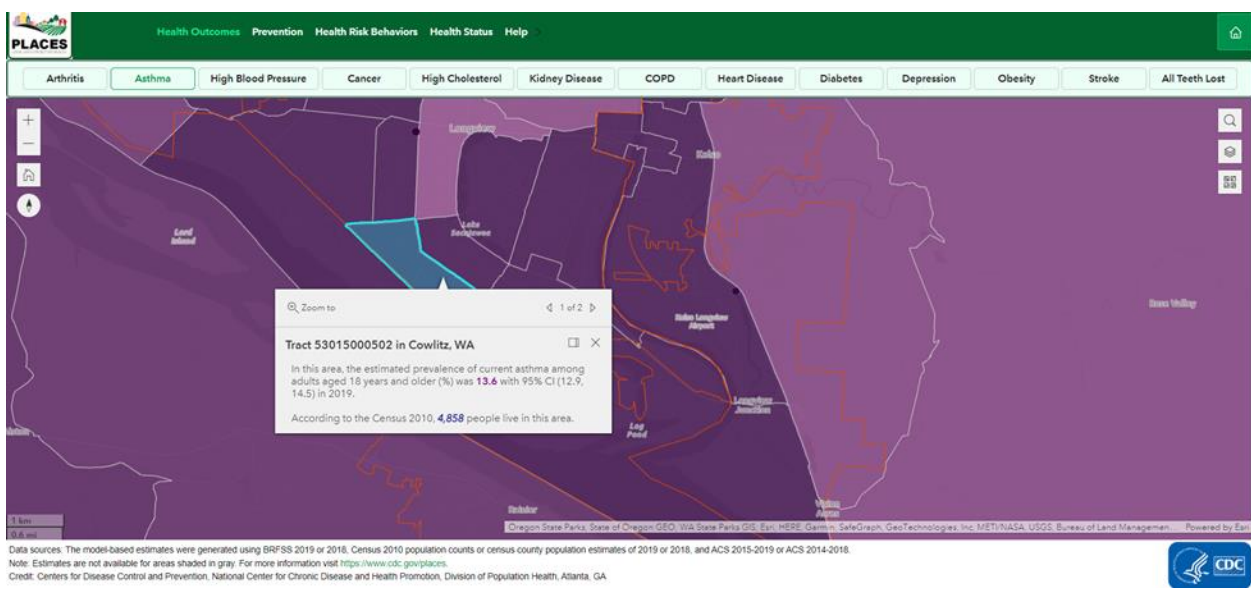 PLACES
Health Outcomes Prevention Health Risk Behaviors Health Status Help
Arthritis Asthma High Blood Pressure Cancer High Cholesterol Kidney Disease COPD Heart Disease Diabetes Depression Obesity Stroke All Teeth Lost
Longview
Kelso
Lord
Island
Lake
Sacajawea
Rose Valley
Kelso Longview
Airport
Longview
Junction
Log
Pond
Rainier
Zoom to
1 of 2
Tract 53015000502 in Cowlitz, WA
In this area, the estimated prevalence of current asthma among
adults aged 18 years and older (%) was 13.6 with 95% CI (12.9,
14.5) in 2019.
According to the Census 2010, 4,858 people live in this area.
1 km
0.6 mi
Oregon State Parks, State of Oregon GEO, WA State Parks GIS, Esri, HERE, Garmin, SafeGraph, GeoTechnologies, Inc, METI/NASA, USGS, Bureau of Land Managemen... Powered by Esri
Data sources: The model-based estimates were generated using BRFSS 2019 or 2018, Census 2010 population counts or census county population estimates of 2019 or 2018, and ACS 2015-2019 or ACS 2014-2018.
Note: Estimates are not available for areas shaded in gray. For more information visit https://www.cdc.gov/places.
Credit: Centers for Disease Control and Prevention, National Center for Chronic Disease and Health Promotion, Division of Population Health, Atlanta, GA
CDC